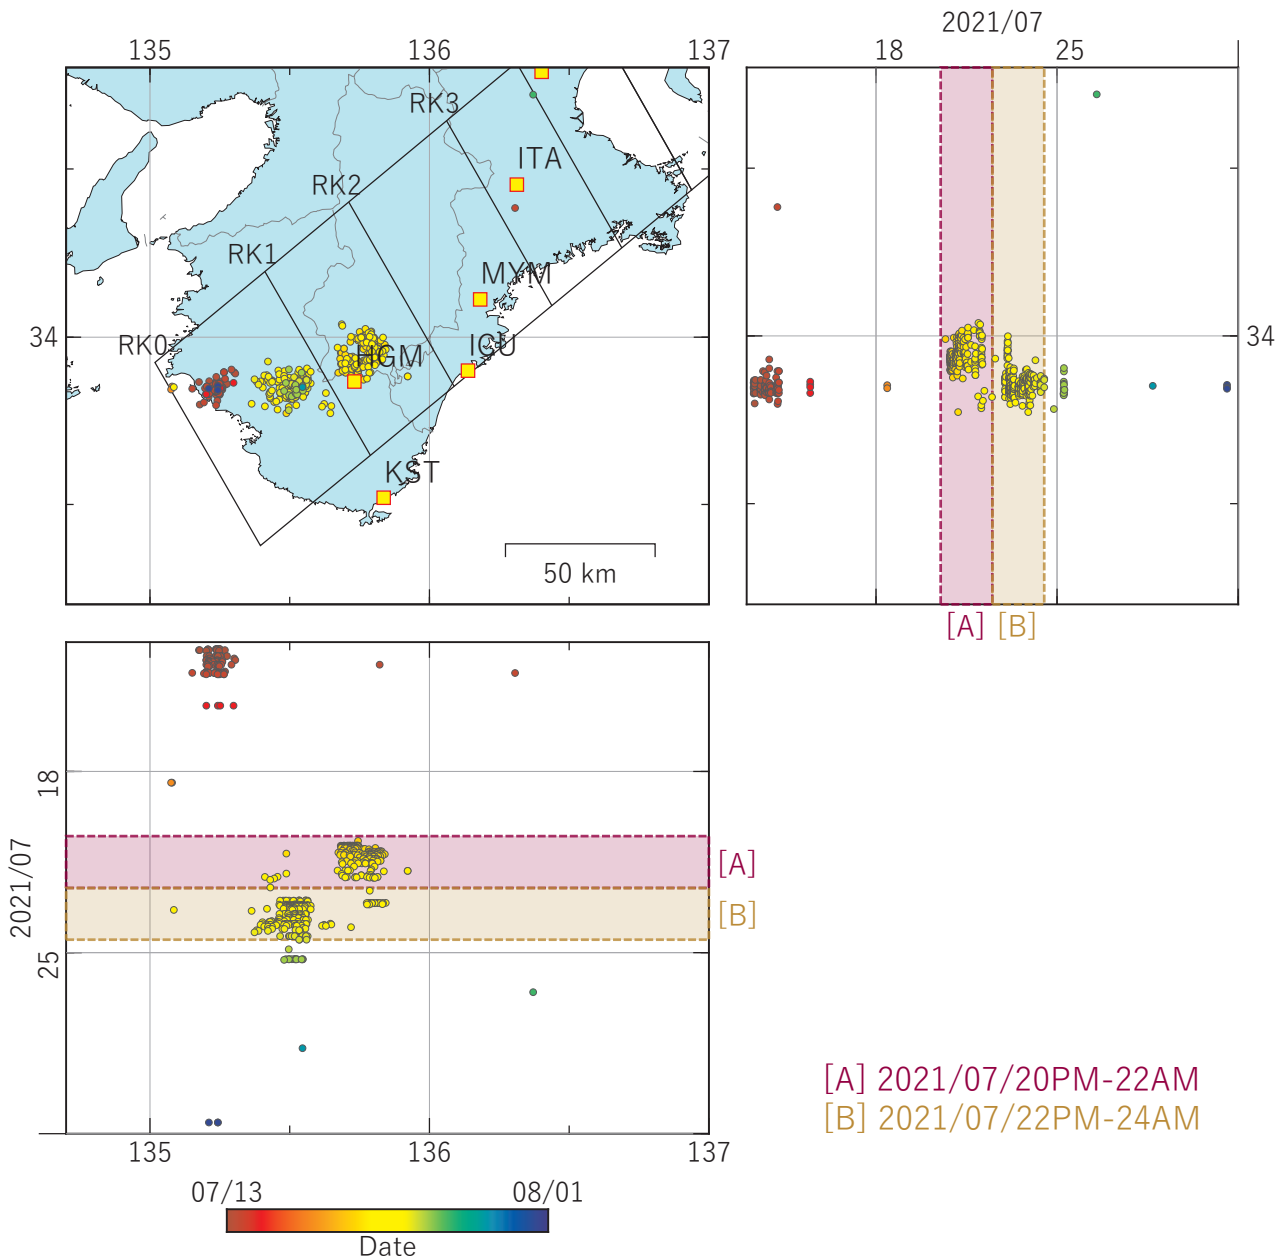 2021/07
135
136
137
18
25
RK3
ITA
RK2
RK1
MYM
RK0
34
HGM
ICU
34
KST
50 km
[A] [B]
18
[A]
2021/07
[B]
25
[A] 2021/07/20PM-22AM
[B] 2021/07/22PM-24AM
135
136
137
07/13
08/01
Date